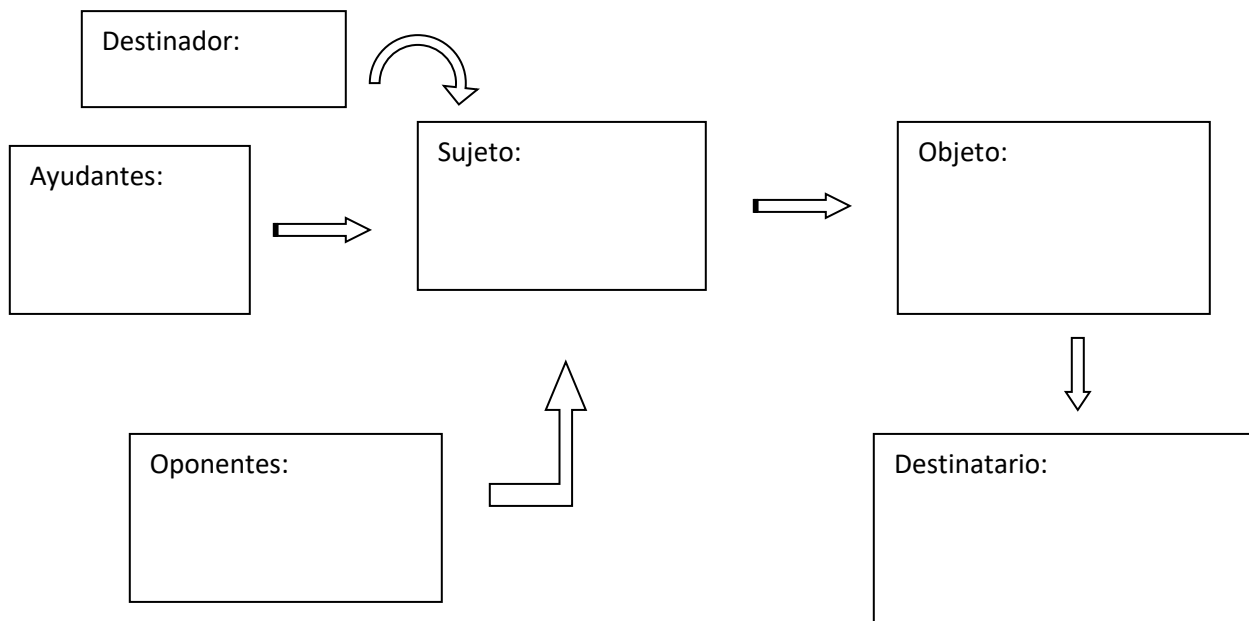 Destinador:
Ayudantes:
Sujeto:
Objeto:
Oponentes:
Destinatario: